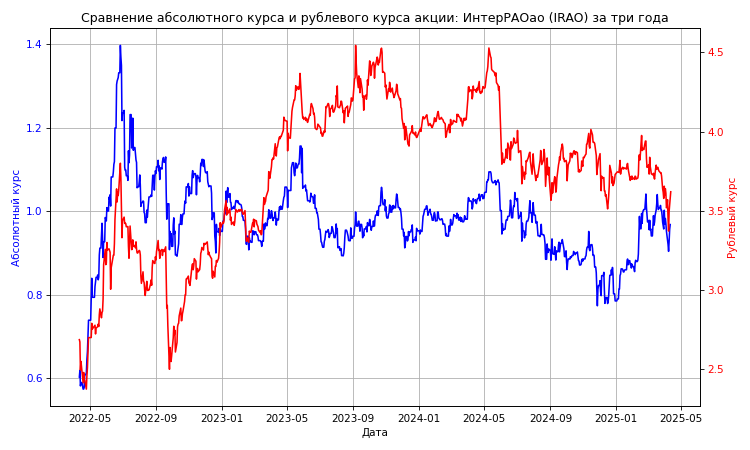 Сравнение абсолютного курса и рублевого курса акции: ИнтерРАОао (IRAO) за три года
Абсолютный курс
1.4
1.2
1.0
0.8
0.6
4.5
4.0
3.5
3.0
2.5
Рублевый курс
2022-05 2022-09 2023-01 2023-05 2023-09 2024-01 2024-05 2024-09 2025-01 2025-05
Дата